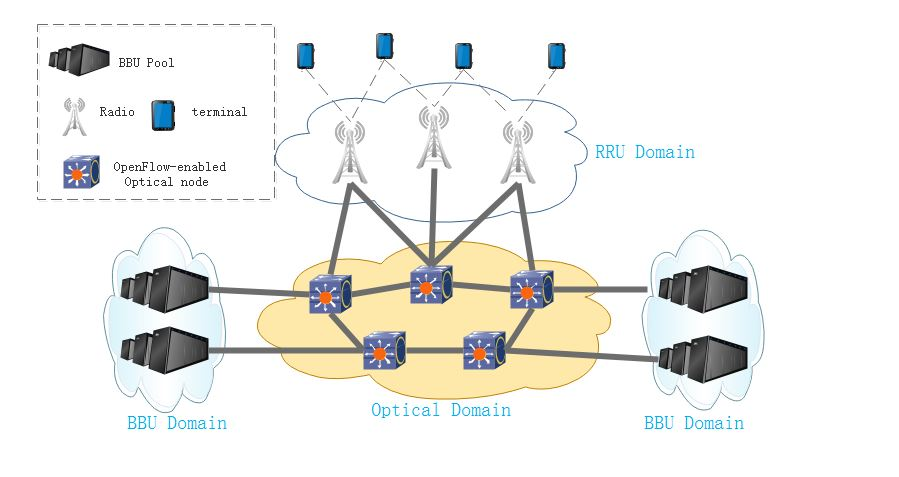 BBU Pool
Radio
terminal
OpenFlow-enabled
Optical node
RRU Domain
Optical Domain
BBU Domain
BBU Domain